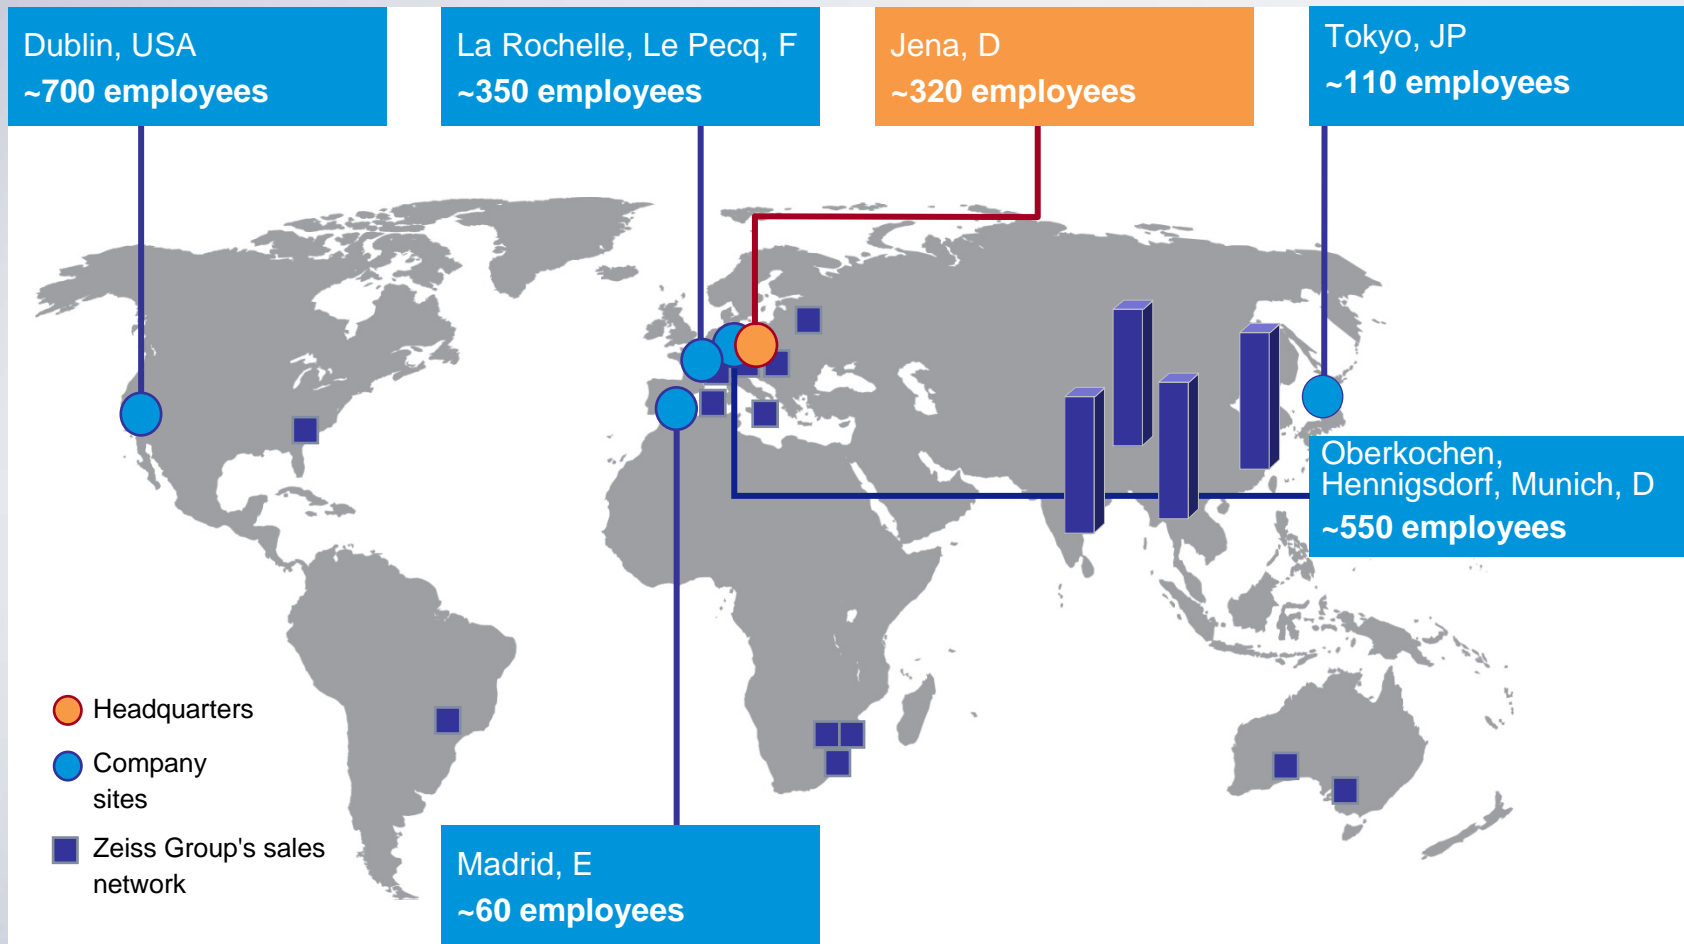 Dublin, USA
~700 employees
La Rochelle, Le Pecq, F
~350 employees
Jena, D
~320 employees
Tokyo, JP
~110 employees
Oberkochen,
Hennigsdorf, Munich, D
~550 employees
Headquarters
Company
sites
Zeiss Group's sales
network
Madrid, E
~60 employees